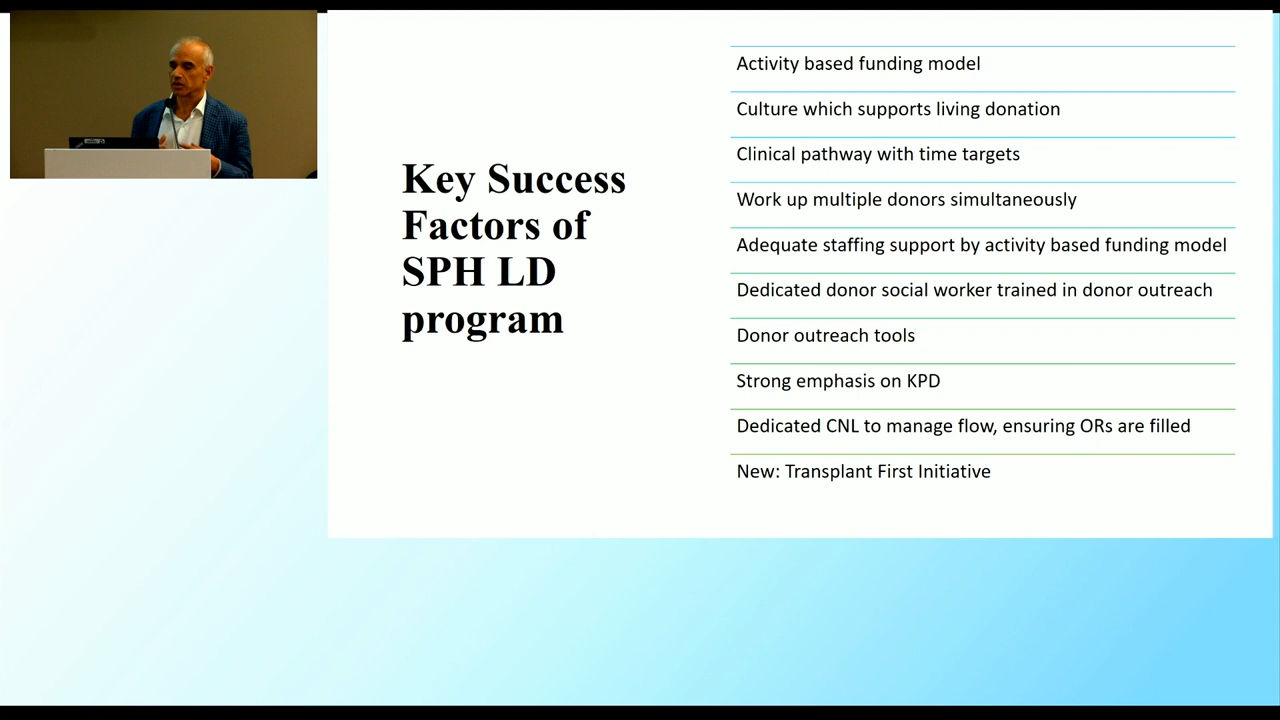 Key Success
Factors of
SPH LD
program
Activity based funding model
Culture which supports living donation
Clinical pathway with time targets
Work up multiple donors simultaneously
Adequate staffing support by activity based funding model
Dedicated donor social worker trained in donor outreach
Donor outreach tools
Strong emphasis on KPD
Dedicated CNL to manage flow, ensuring ORs are filled
New: Transplant First Initiative